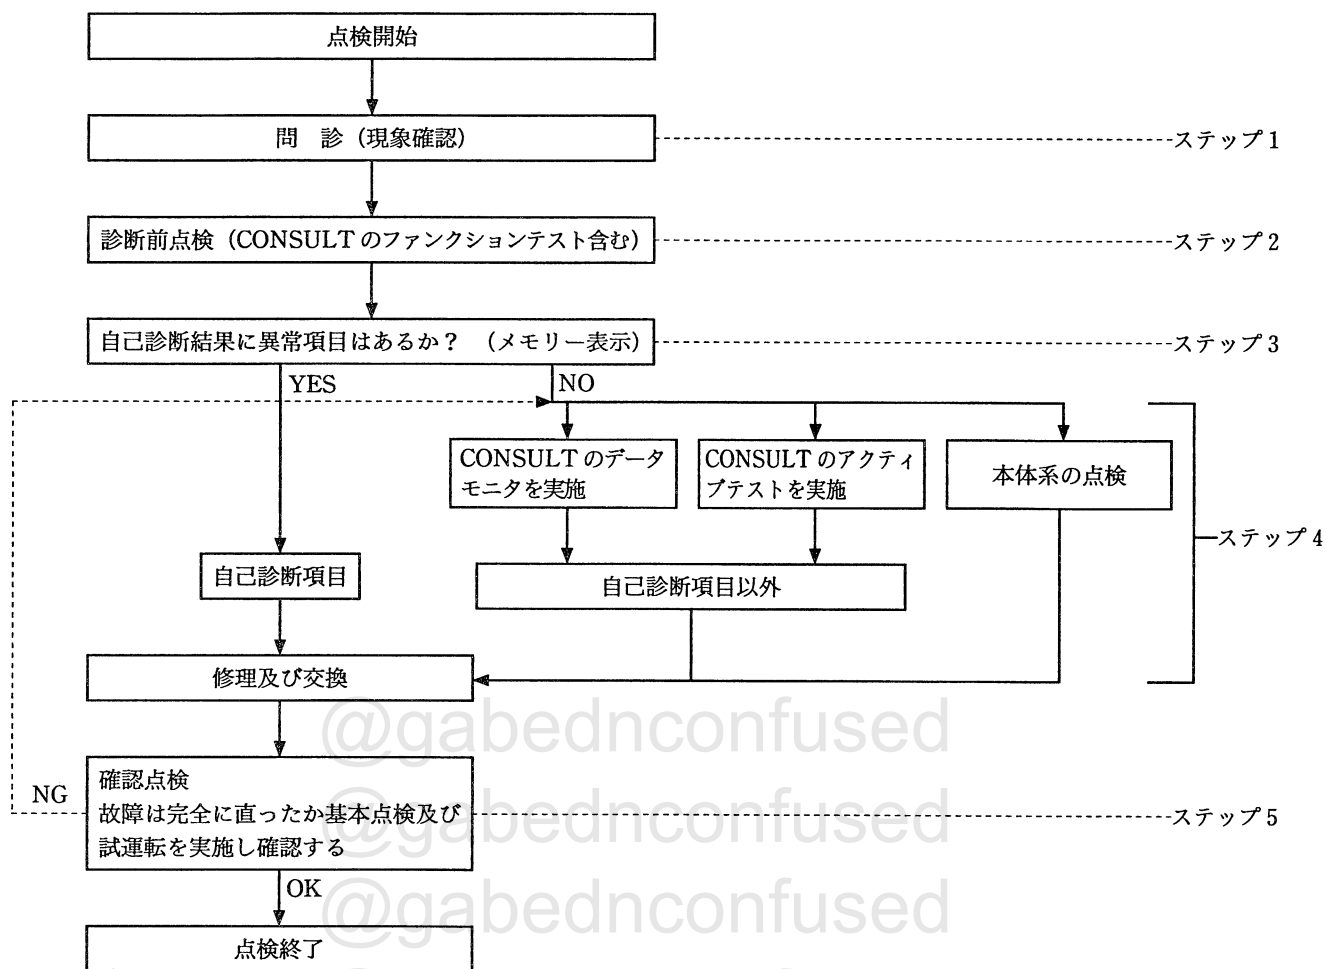 点検開始
問　診（現象確認）
ステップ 1
診断前点検（CONSULT のファンクションテスト含む）
ステップ 2
自己診断結果に異常項目はあるか？　（メモリー表示）
ステップ 3
YES
NO
CONSULT のデータ
モニタを実施
CONSULT のアクティ
ブテストを実施
本体系の点検
ステップ 4
自己診断項目
自己診断項目以外
修理及び交換
@gabednconfused
確認点検
故障は完全に直ったか基本点検及び
試運転を実施し確認する
NG
ステップ 5
@gabednconfused
OK
@gabednconfused
点検終了